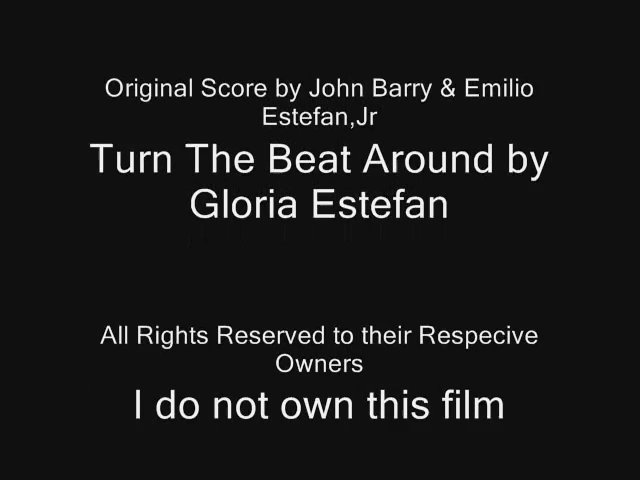 Original Score by John Barry & Emilio
Estefan,Jr
Turn The Beat Around by
Gloria Estefan
All Rights Reserved to their Respecive
Owners
I do not own this film